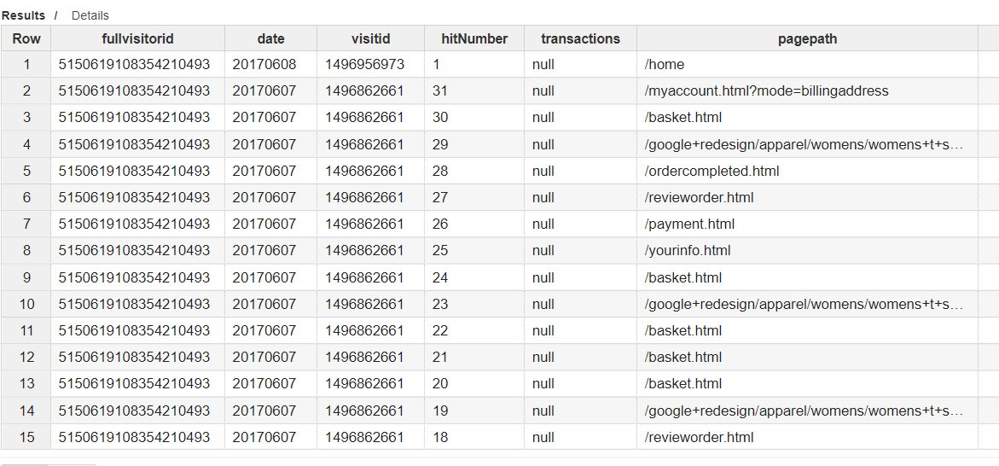 Results / Details
Row fullvisitorid date visitid hitNumber transactions pagepath
1 5150619108354210493 20170608 1496956973 1 null /home
2 5150619108354210493 20170607 1496862661 31 null /myaccount.html?mode=billingaddress
3 5150619108354210493 20170607 1496862661 30 null /basket.html
4 5150619108354210493 20170607 1496862661 29 null /google+redesign/apparel/womens/womens+t+s…
5 5150619108354210493 20170607 1496862661 28 null /ordercompleted.html
6 5150619108354210493 20170607 1496862661 27 null /revieworder.html
7 5150619108354210493 20170607 1496862661 26 null /payment.html
8 5150619108354210493 20170607 1496862661 25 null /yourinfo.html
9 5150619108354210493 20170607 1496862661 24 null /basket.html
10 5150619108354210493 20170607 1496862661 23 null /google+redesign/apparel/womens/womens+t+s…
11 5150619108354210493 20170607 1496862661 22 null /basket.html
12 5150619108354210493 20170607 1496862661 21 null /basket.html
13 5150619108354210493 20170607 1496862661 20 null /basket.html
14 5150619108354210493 20170607 1496862661 19 null /google+redesign/apparel/womens/womens+t+s…
15 5150619108354210493 20170607 1496862661 18 null /revieworder.html